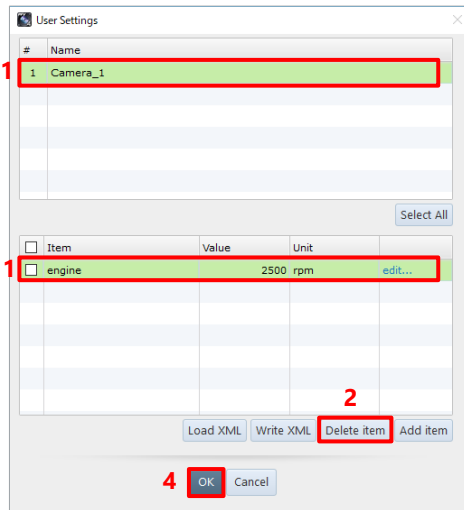 User Settings
# Name
1 1 Camera_1
Select All
Item Value Unit
1 engine 2500 rpm edit...
2
Load XML Write XML Delete item Add item
4 OK Cancel